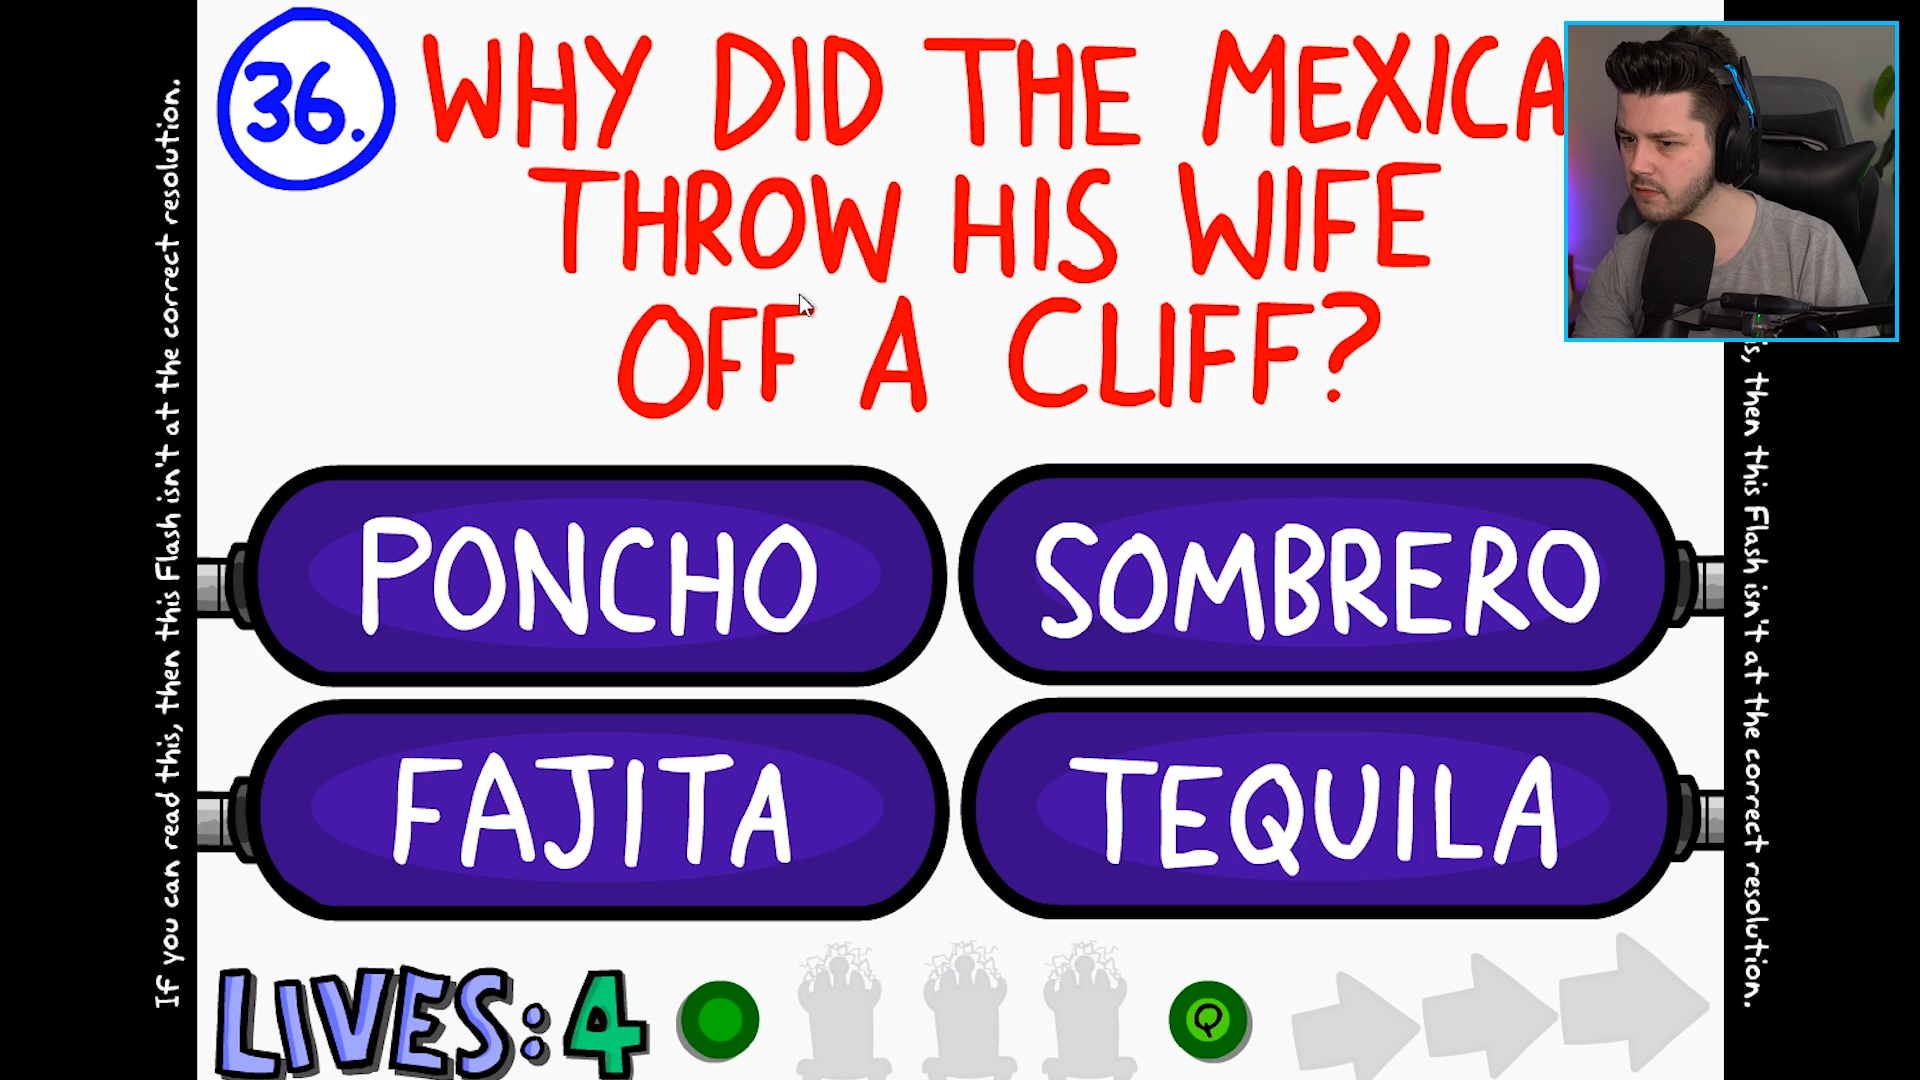 36.
WHY DID THE MEXICA
THROW HIS WIFE
OFF A CLIFF?
PONCHO
SOMBRERO
FAJITA
TEQUILA
LIVES: 4
Q
If you can read this, then this Flash isn't at the correct resolution.
then this Flash isn't at the correct resolution.